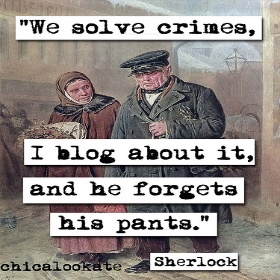 "We solve crimes,
I blog about it,
and he forgets
his pants."
Sherlock
chicalookate